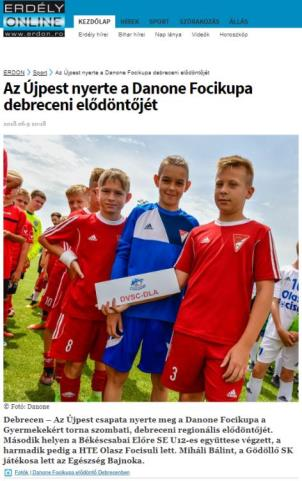 ERDÉLY
ONLINE
www.erdon.ro
KEZDŐLAP HÍREK SPORT SZÓRAKOZÁS ÁLLÁS
Erdélyi hírek Bihar hírei Nap lánya Videók Horoszkóp
ERDON Sport Az Újpest nyerte a Danone Focikupa debreceni elődöntőjét
Az Újpest nyerte a Danone Focikupa
debreceni elődöntőjét
DVSC-DLA
3
8
© Fotó: Danone
Debrecen – Az Újpest csapata nyerte meg a Danone Focikupa a
Gyermekekért torna szombati, debreceni regionális elődöntőjét.
Második helyen a Békéscsabai Előre SE U12-es együttese végzett, a
harmadik pedig a HTE Olasz Focisuli lett. Miháli Bálint, a Gödöllő SK
játékosa lett az Egészség Bajnoka.
Fotók | Danone Focikupa elődöntő Debrecenben